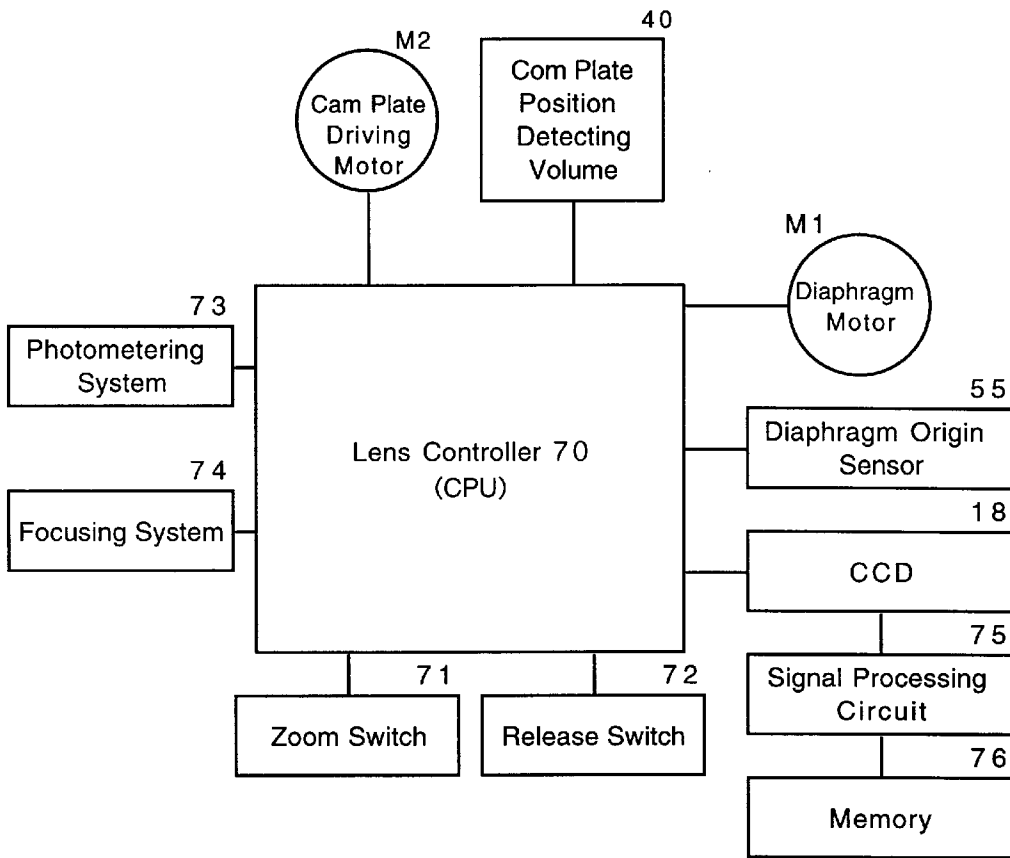 40
M2
Com Plate
Position
Detecting
Volume
Cam Plate
Driving
Motor
M1
Diaphragm
Motor
73
Photometering
System
55
Diaphragm Origin
Sensor
Lens Controller 70
(CPU)
74
Focusing System
18
CCD
75
Signal Processing
Circuit
71
Zoom Switch
72
Release Switch
76
Memory